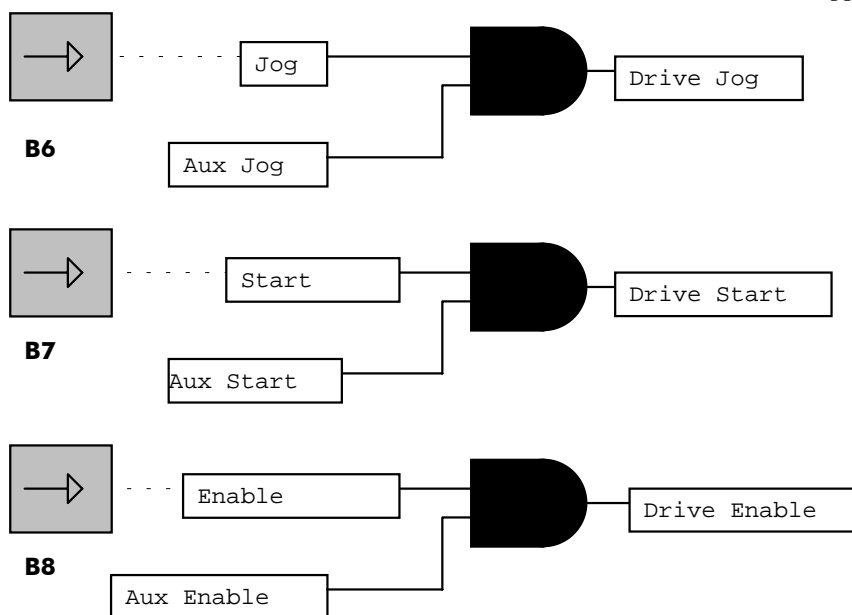 Jog
Drive Jog
B6
Aux Jog
Start
Drive Start
B7
Aux Start
Enable
Drive Enable
B8
Aux Enable